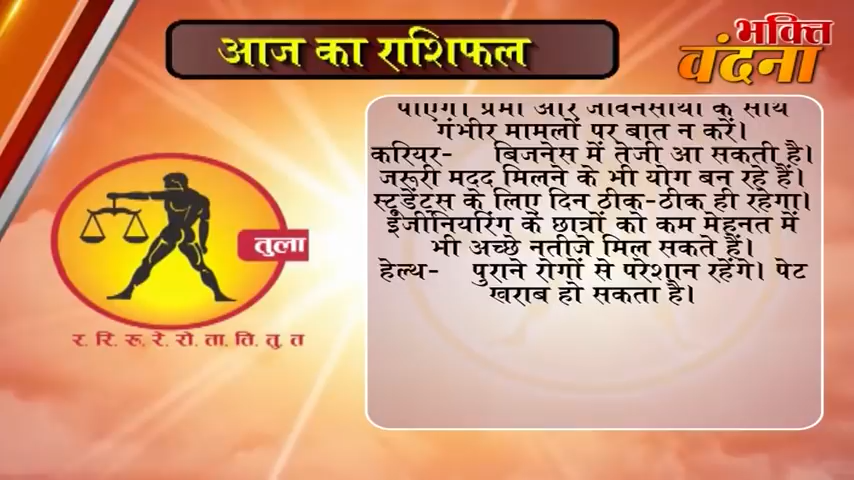 आज का राशिफल
भक्ति
वंदना
पाएंगे। प्रेमी और जीवनसाथी के साथ
गंभीर मामलों पर बात न करें।
करियर- बिजनेस में तेजी आ सकती है।
जरूरी मदद मिलने के भी योग बन रहे हैं।
स्टूडेंट्स के लिए दिन ठीक-ठीक ही रहेगा।
इंजीनियरिंग के छात्रों को कम मेहनत में
भी अच्छे नतीजे मिल सकते हैं।
हेल्थ- पुराने रोगों से परेशान रहेंगे। पेट
खराब हो सकता है।
तुला
र. रि. रू. रे. रो. ता. ति. तु. त